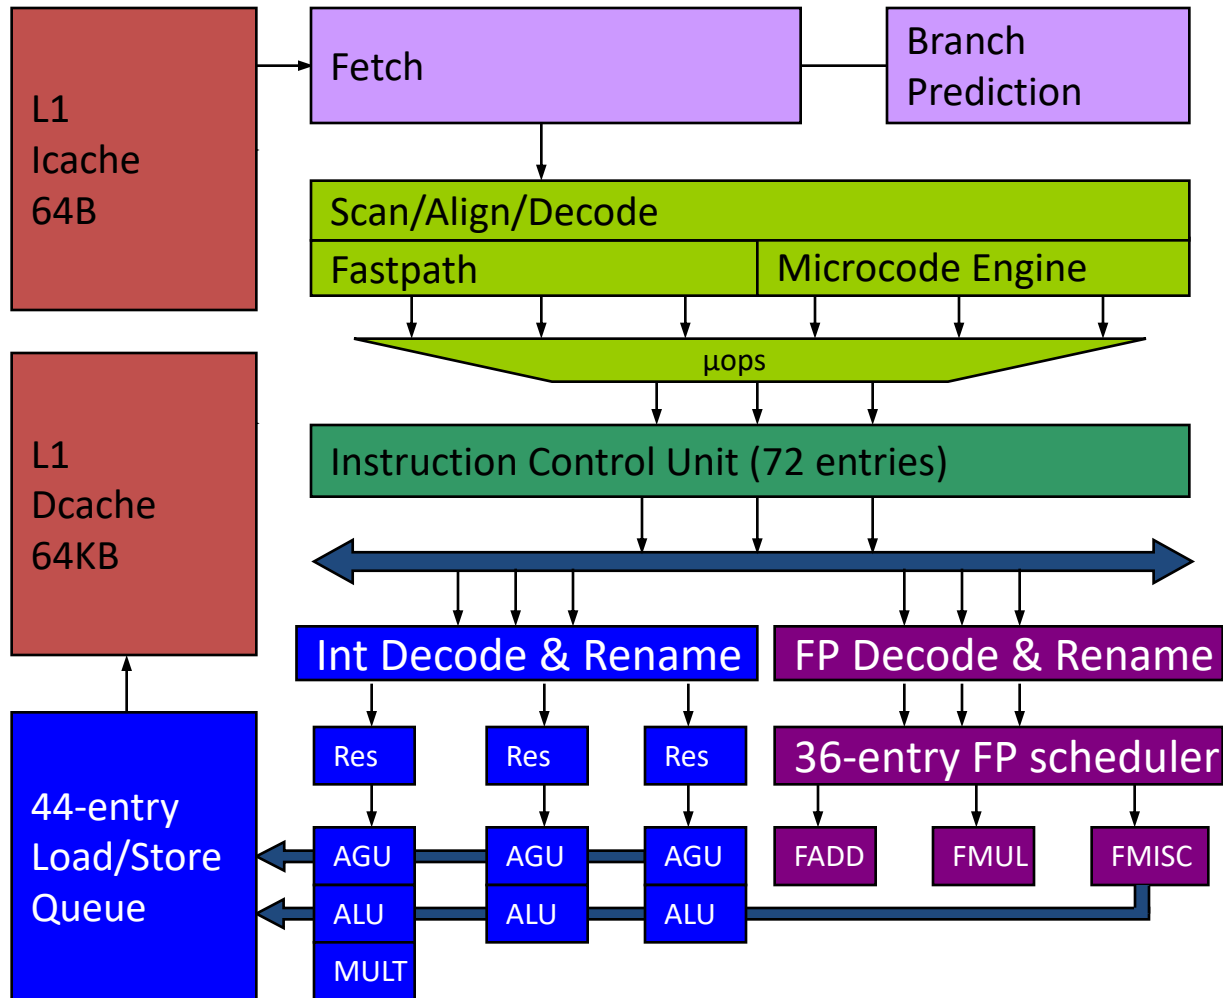 L1
Icache
64B
Fetch
Branch
Prediction
Scan/Align/Decode
Fastpath
Microcode Engine
µops
L1
Dcache
64KB
Instruction Control Unit (72 entries)
Int Decode & Rename
FP Decode & Rename
Res
Res
Res
36-entry FP scheduler
44-entry
Load/Store
Queue
AGU
AGU
AGU
FADD
FMUL
FMISC
ALU
ALU
ALU
MULT